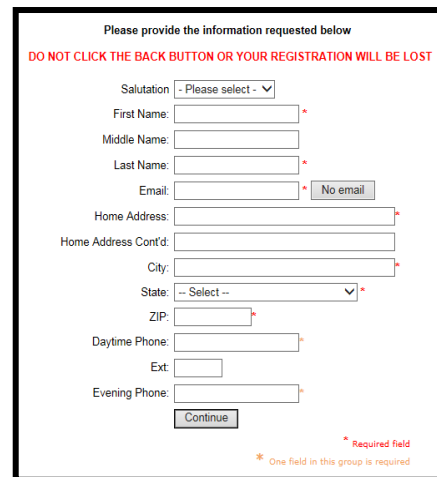 Please provide the information requested below
DO NOT CLICK THE BACK BUTTON OR YOUR REGISTRATION WILL BE LOST
Salutation - Please select -
First Name: *
Middle Name:
Last Name: *
Email: * No email
Home Address: *
Home Address Cont'd:
City: *
State: -- Select -- *
ZIP: *
Daytime Phone: *
Ext:
Evening Phone: *
Continue
* Required field
* One field in this group is required